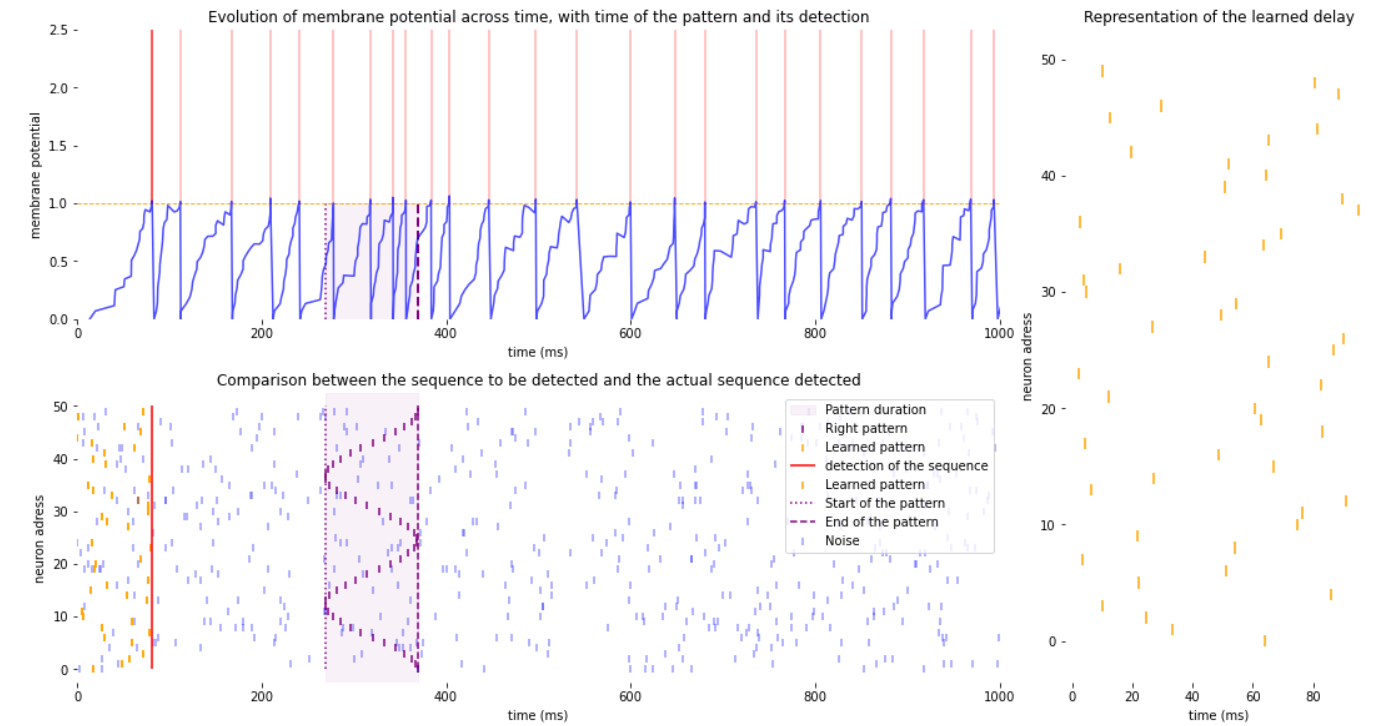 Evolution of membrane potential across time, with time of the pattern and its detection
2.5
2.0
1.5
1.0
0.5
0.0
membrane potential
0
200
400
600
800
1000
time (ms)
Comparison between the sequence to be detected and the actual sequence detected
50
40
30
20
10
0
neuron adress
Pattern duration
Right pattern
Learned pattern
detection of the sequence
Learned pattern
Start of the pattern
End of the pattern
Noise
0
200
400
600
800
1000
time (ms)
Representation of the learned delay
50
40
30
20
10
0
neuron adress
0
20
40
60
80
time (ms)